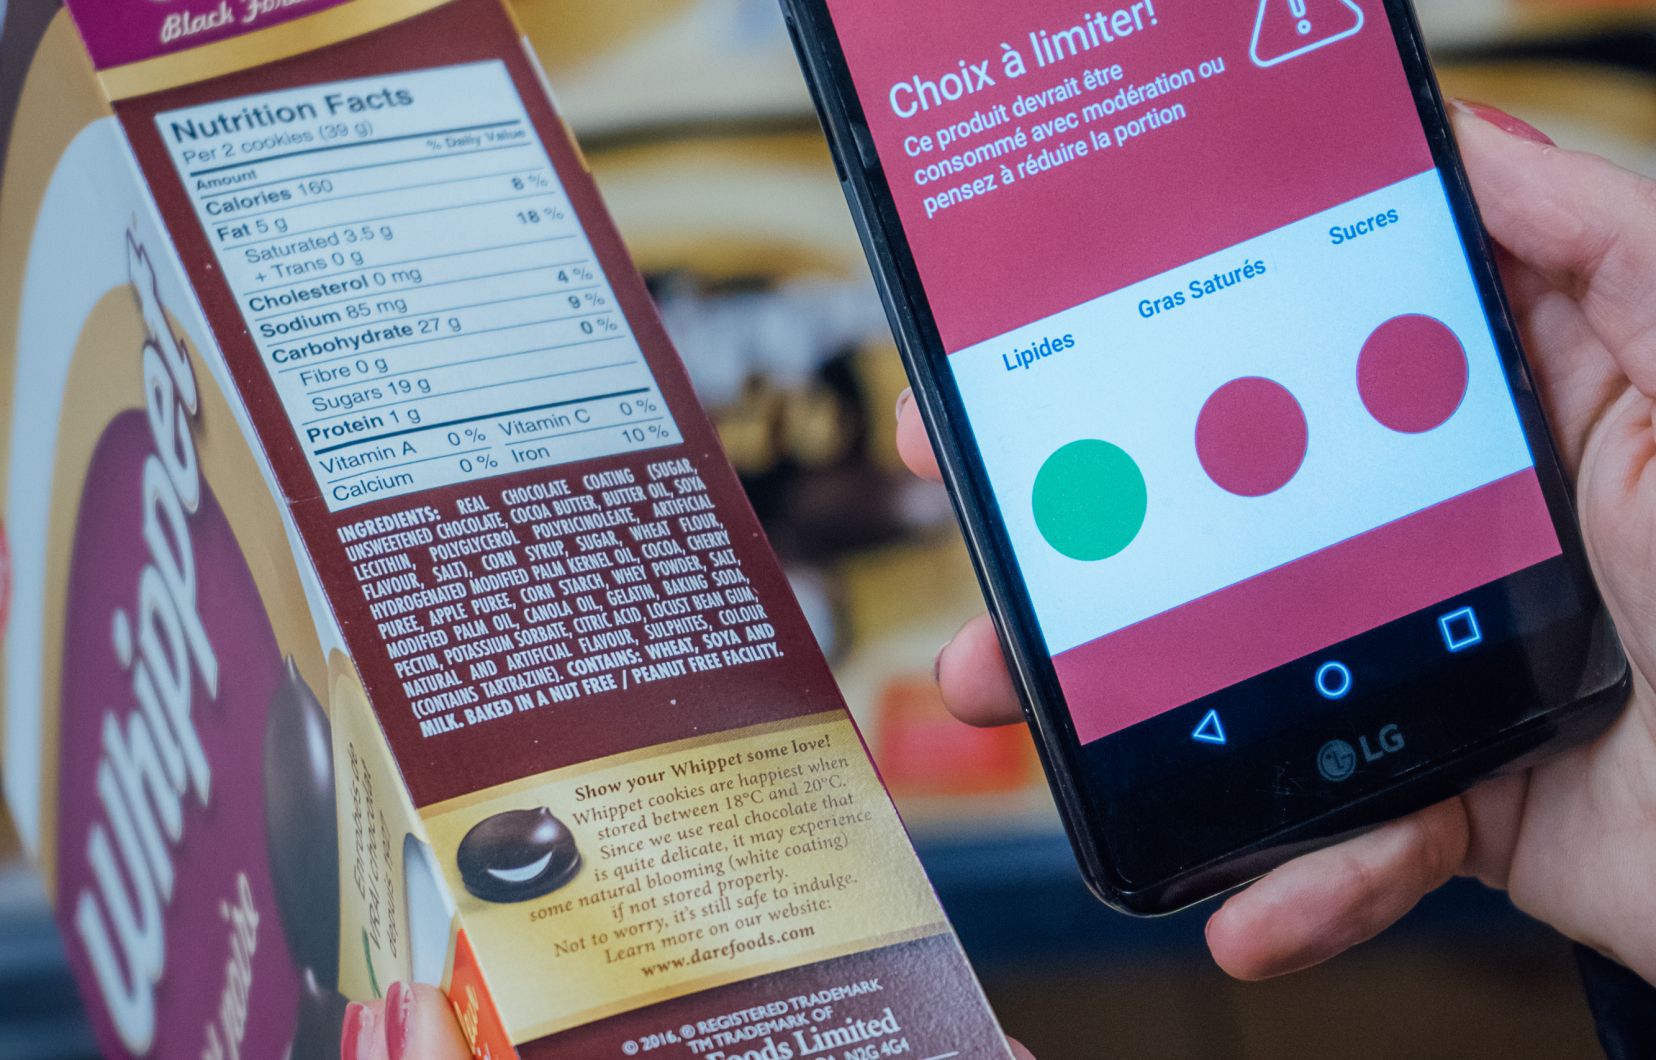 Black
Nutrition Facts
Per 2 cookies (39 g)
Amount % Daily Value
Calories 160
Fat 5 g 8 %
Saturated 3.5 g 18 %
+ Trans 0 g
Cholesterol 0 mg
Sodium 85 mg 4 %
Carbohydrate 27 g 9 %
Fibre 0 g 0 %
Sugars 19 g
Protein 1 g
Vitamin A 0 % Vitamin C 0 %
Calcium 0 % Iron 10 %
INGREDIENTS: REAL CHOCOLATE COATING (SUGAR,
UNSWEETENED CHOCOLATE, COCOA BUTTER, BUTTER OIL, SOYA
LECITHIN, POLYGLYCEROL POLYRICINOLEATE, ARTIFICIAL
FLAVOUR, SALT), CORN SYRUP, SUGAR, WHEAT FLOUR,
HYDROGENATED MODIFIED PALM KERNEL OIL, COCOA, CHERRY
PUREE, APPLE PUREE, CORN STARCH, WHEY POWDER, SALT,
MODIFIED PALM OIL, CANOLA OIL, GELATIN, BAKING SODA,
PECTIN, POTASSIUM SORBATE, CITRIC ACID, LOCUST BEAN GUM,
NATURAL AND ARTIFICIAL FLAVOUR, SULPHITES, COLOUR
(CONTAINS TARTRAZINE). CONTAINS: WHEAT, SOYA AND
MILK. BAKED IN A NUT FREE / PEANUT FREE FACILITY.
Show your Whippet some love!
Whippet cookies are happiest when
stored between 18°C and 20°C.
Since we use real chocolate that
is quite delicate, it may experience
some natural blooming (white coating)
if not stored properly.
Not to worry, it's still safe to indulge.
Learn more on our website:
www.darefoods.com
© 2016, ® REGISTERED TRADEMARK
TM TRADEMARK OF
Foods Limited
N2G 4G4
Whippet
Enrobés de
vrai chocolat
Choix à limiter!
Ce produit devrait être
consommé avec modération ou
pensez à réduire la portion
Lipides Gras Saturés Sucres
LG